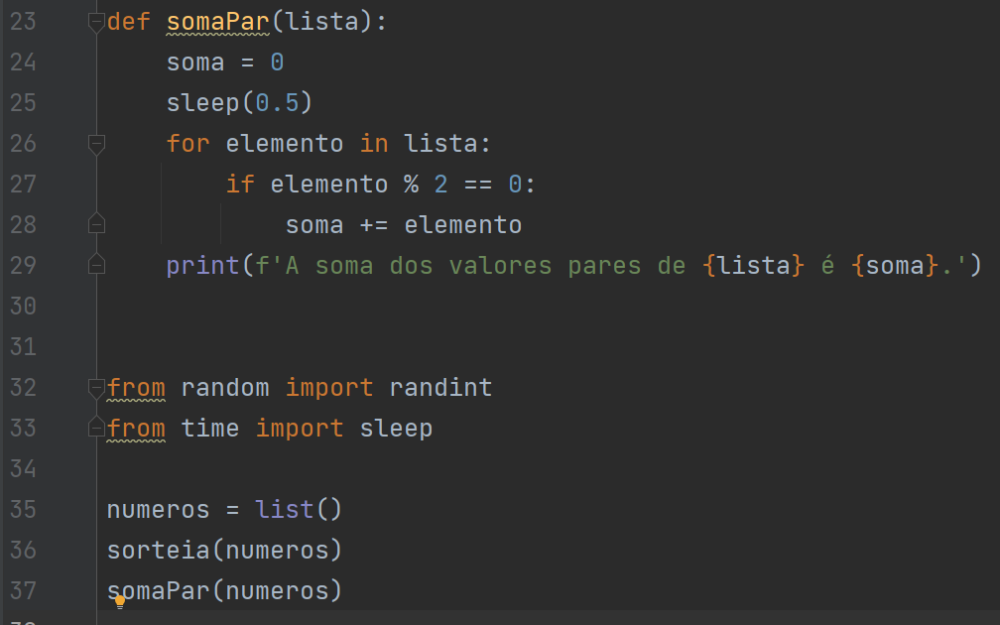 23 def somaPar(lista):
24     soma = 0
25     sleep(0.5)
26     for elemento in lista:
27         if elemento % 2 == 0:
28             soma += elemento
29     print(f'A soma dos valores pares de {lista} é {soma}.')
30
31
32 from random import randint
33 from time import sleep
34
35 numeros = list()
36 sorteia(numeros)
37 somaPar(numeros)